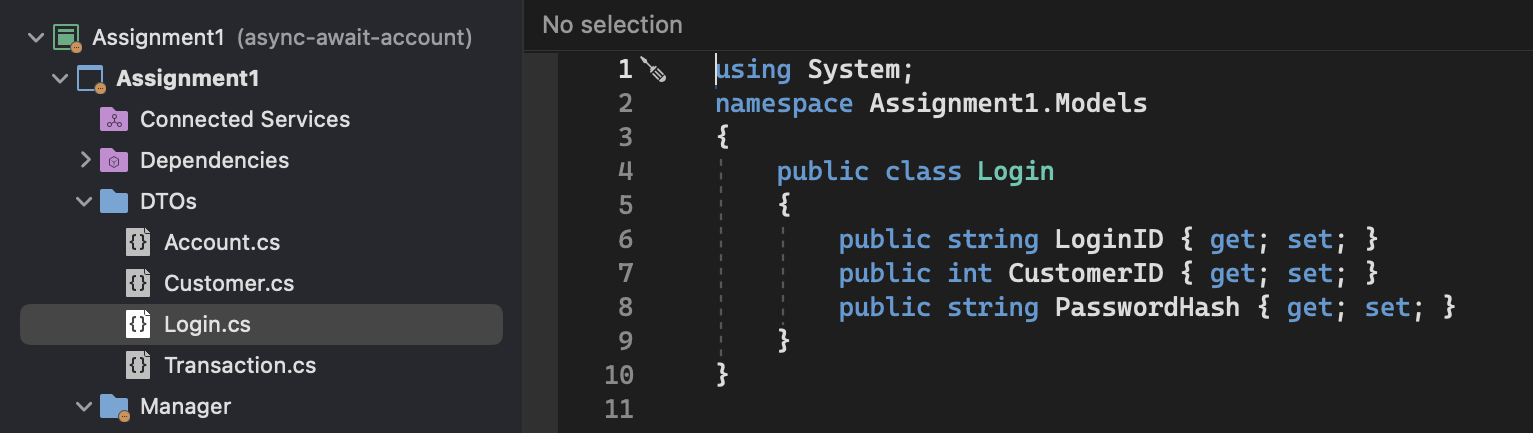 Assignment1 (async-await-account)
Assignment1
Connected Services
Dependencies
DTOs
Account.cs
Customer.cs
Login.cs
Transaction.cs
Manager
No selection
1 using System;
2 namespace Assignment1.Models
3 {
4 public class Login
5 {
6 public string LoginID { get; set; }
7 public int CustomerID { get; set; }
8 public string PasswordHash { get; set; }
9 }
10 }
11